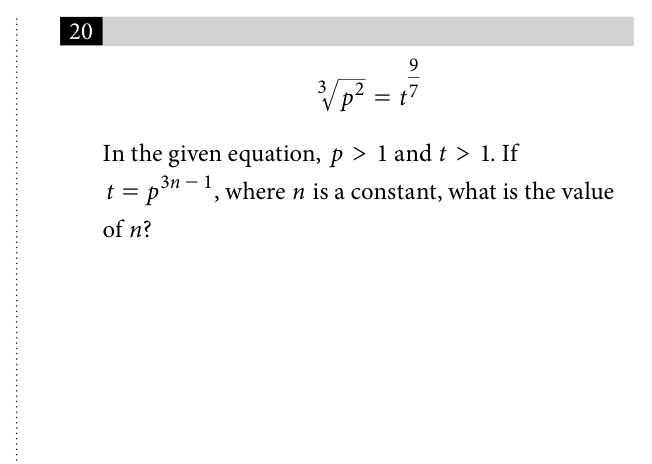 20
∛p² = t^(9/7)
In the given equation, p > 1 and t > 1. If
t = p^(3n − 1), where n is a constant, what is the value
of n?